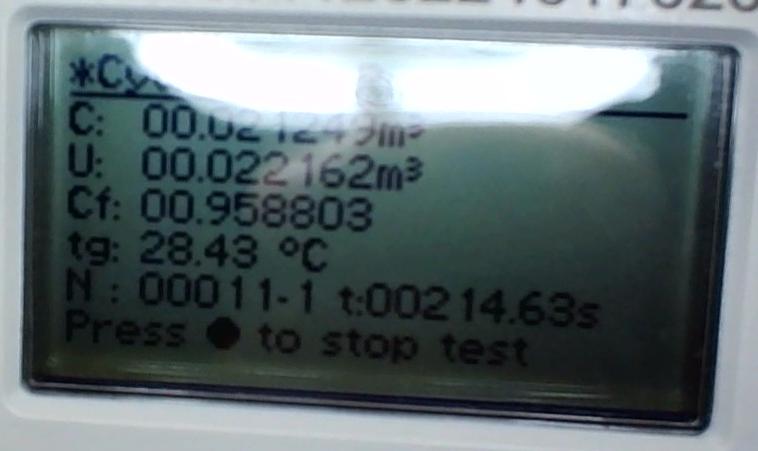 C: 00.021249m³
U: 00.022162m³
Cf: 00.958803
tg: 28.43 °C
N : 00011-1 t:00214.63s
Press ● to stop test